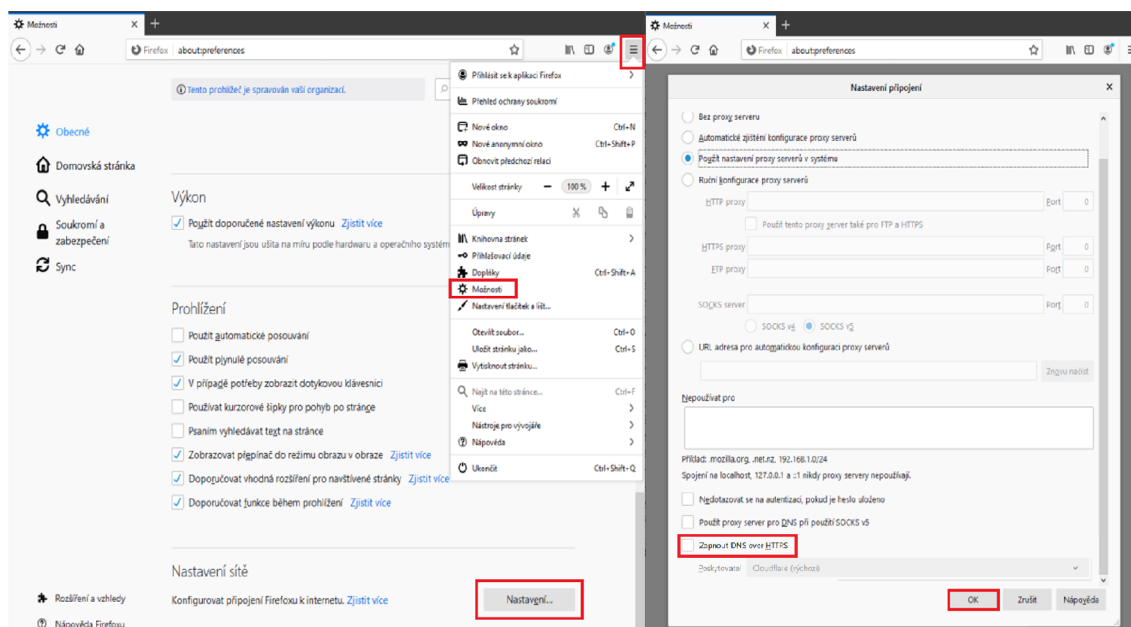 Možnosti
Firefox about:preferences
Tento prohlížeč je spravován vaší organizací.
Obecné
Domovská stránka
Vyhledávání
Soukromí a
zabezpečení
Sync
Rozšíření a vzhledy
Nápověda Firefoxu
Výkon
Použít doporučené nastavení výkonu Zjistit více
Tato nastavení jsou ušita na míru podle hardwaru a operačního systém
Prohlížení
Použít automatické posouvání
Použít plynulé posouvání
V případě potřeby zobrazit dotykovou klávesnici
Používat kurzorové šipky pro pohyb po stránce
Psaním vyhledávat text na stránce
Zobrazovat přepínač do režimu obrazu v obraze Zjistit více
Doporučovat vhodná rozšíření pro navštívené stránky Zjistit více
Doporučovat funkce během prohlížení Zjistit více
Nastavení sítě
Konfigurovat připojení Firefoxu k internetu. Zjistit více
Nastavení...
Přihlásit se k aplikaci Firefox
Přehled ochrany soukromí
Nové okno Ctrl+N
Nové anonymní okno Ctrl+Shift+P
Obnovit předchozí relaci
Velikost stránky 100 %
Úpravy
Knihovna stránek
Přihlašovací údaje
Doplňky Ctrl+Shift+A
Možnosti
Nastavení tlačítek a lišt...
Otevřít soubor... Ctrl+O
Uložit stránku jako... Ctrl+S
Vytisknout stránku...
Najít na této stránce... Ctrl+F
Více
Nástroje pro vývojáře
Nápověda
Ukončit Ctrl+Shift+Q
Možnosti
Firefox about:preferences
Nastavení připojení
Bez proxy serveru
Automatické zjištění konfigurace proxy serverů
Použít nastavení proxy serverů v systému
Ruční konfigurace proxy serverů
HTTP proxy Port 0
Použít tento proxy server také pro FTP a HTTPS
HTTPS proxy Port 0
FTP proxy Port 0
SOCKS server Port 0
SOCKS v4 SOCKS v5
URL adresa pro automatickou konfiguraci proxy serverů
Znovu načíst
Nepoužívat pro
Příklad: .mozilla.org, .net.nz, 192.168.1.0/24
Spojení na localhost, 127.0.0.1 a ::1 nikdy proxy servery nepoužívají.
Nedotazovat se na autentizaci, pokud je heslo uloženo
Použít proxy server pro DNS při použití SOCKS v5
Zapnout DNS over HTTPS
Poskytovatel Cloudflare (výchozí)
OK Zrušit Nápověda